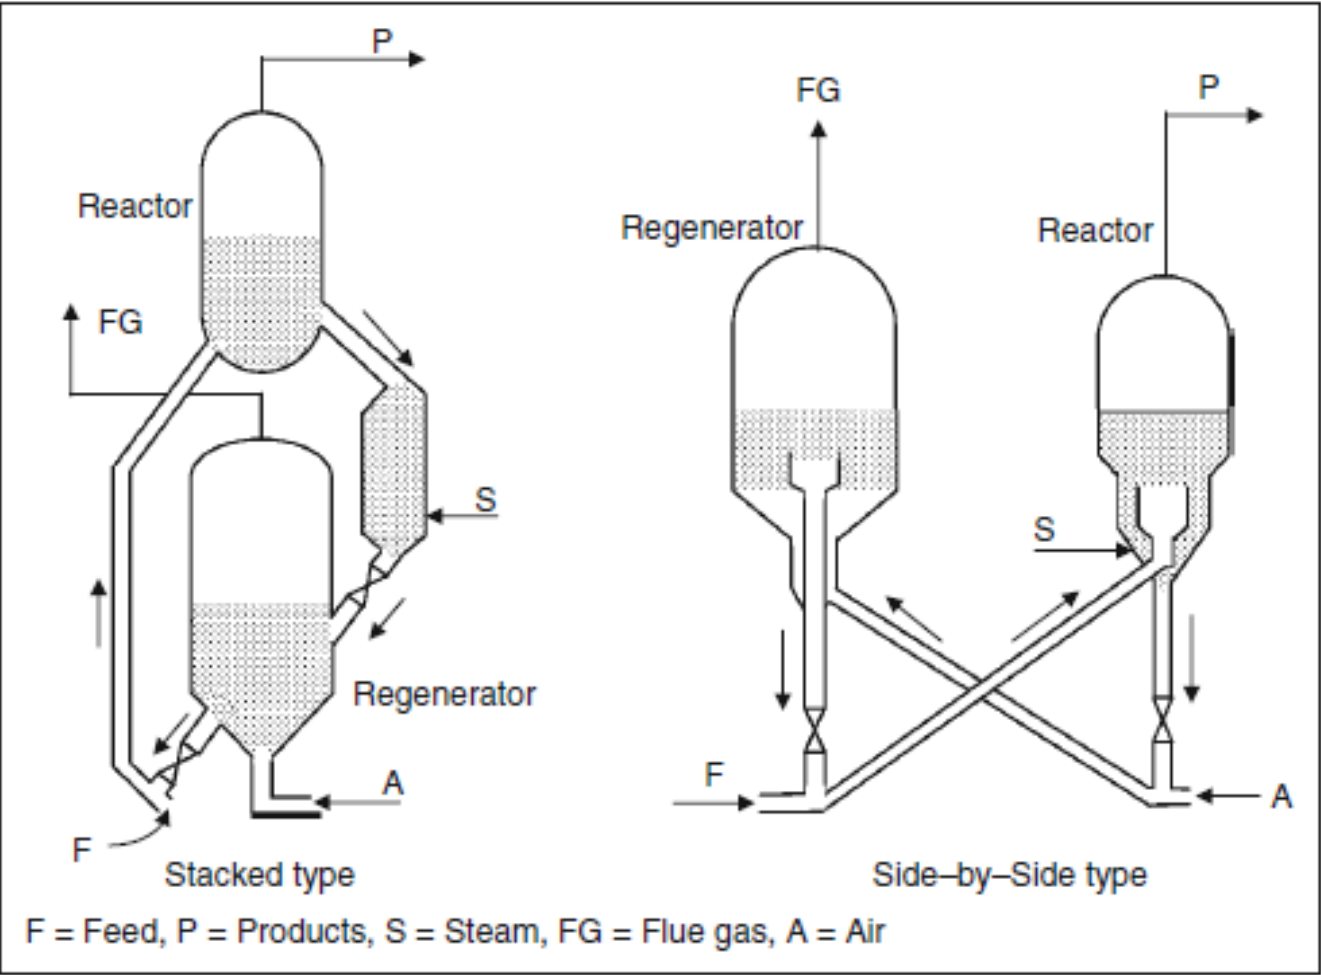 P
Reactor
FG
S
Regenerator
A
F
Stacked type
FG
P
Regenerator
Reactor
S
F
A
Side–by–Side type
F = Feed, P = Products, S = Steam, FG = Flue gas, A = Air